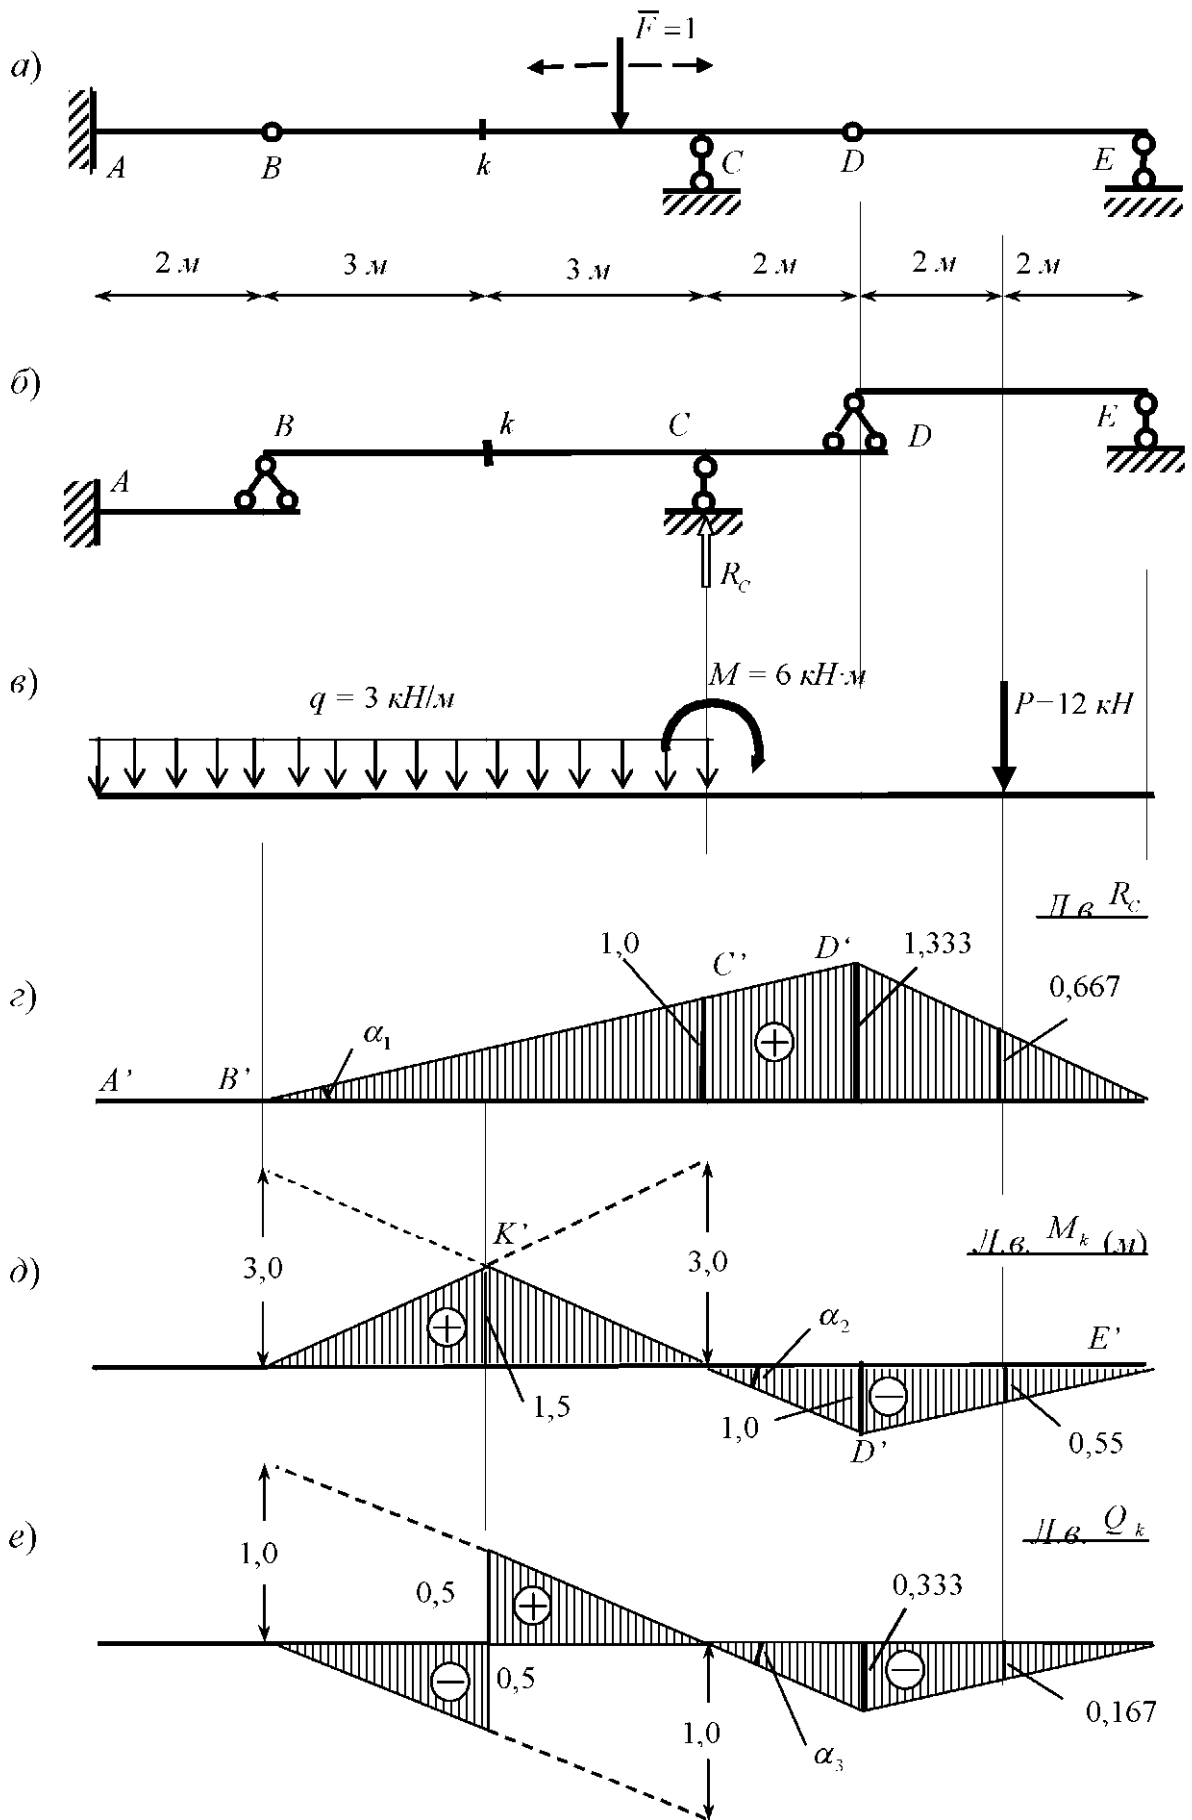 а)
F̅ =1
A B k C D E
2 м 3 м 3 м 2 м 2 м 2 м
б)
A B k C D E
R_C
в)
q = 3 кН/м
M = 6 кН·м
P=12 кН
Л.в. R_C
г)
1,0 C' D' 1,333
0,667
α₁
A' B'
Л.в. M_k (м)
д)
3,0 K' 3,0
α₂ E'
1,5 1,0 D' 0,55
Л.в. Q_k
е)
1,0 0,5 0,333
0,5 0,167
1,0 α₃